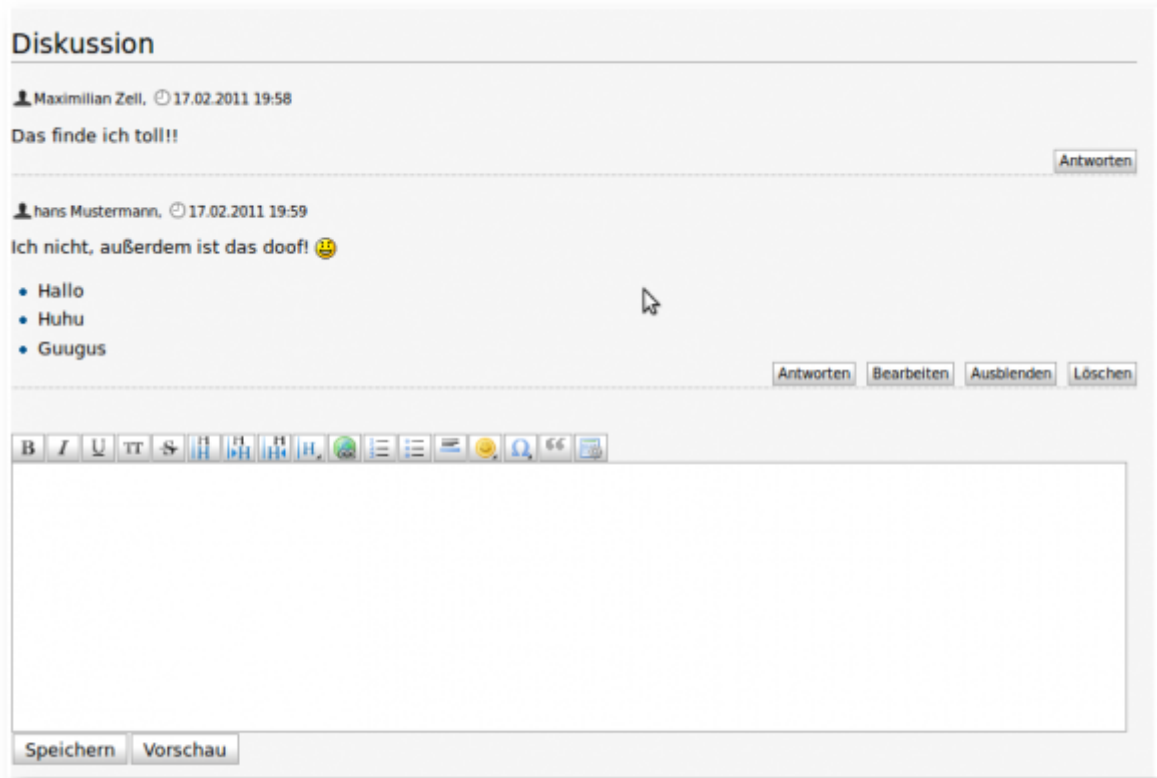 Diskussion
Maximilian Zell, 17.02.2011 19:58
Das finde ich toll!!
Antworten
hans Mustermann, 17.02.2011 19:59
Ich nicht, außerdem ist das doof!
Hallo
Huhu
Guugus
Antworten Bearbeiten Ausblenden Löschen
B I U TT S H H H H Ω “
Speichern Vorschau